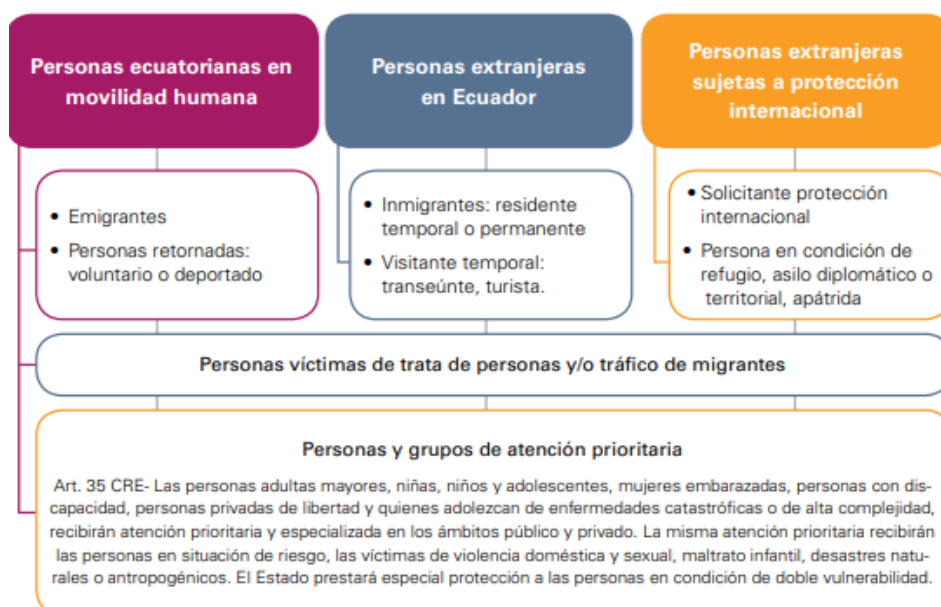 Personas ecuatorianas en
movilidad humana
Personas extranjeras
en Ecuador
Personas extranjeras
sujetas a protección
internacional
• Emigrantes
• Personas retornadas:
voluntario o deportado
• Inmigrantes: residente
temporal o permanente
• Visitante temporal:
transeúnte, turista.
• Solicitante protección
internacional
• Persona en condición de
refugio, asilo diplomático o
territorial, apátrida
Personas víctimas de trata de personas y/o tráfico de migrantes
Personas y grupos de atención prioritaria
Art. 35 CRE- Las personas adultas mayores, niñas, niños y adolescentes, mujeres embarazadas, personas con dis-
capacidad, personas privadas de libertad y quienes adolezcan de enfermedades catastróficas o de alta complejidad,
recibirán atención prioritaria y especializada en los ámbitos público y privado. La misma atención prioritaria recibirán
las personas en situación de riesgo, las víctimas de violencia doméstica y sexual, maltrato infantil, desastres natu-
rales o antropogénicos. El Estado prestará especial protección a las personas en condición de doble vulnerabilidad.